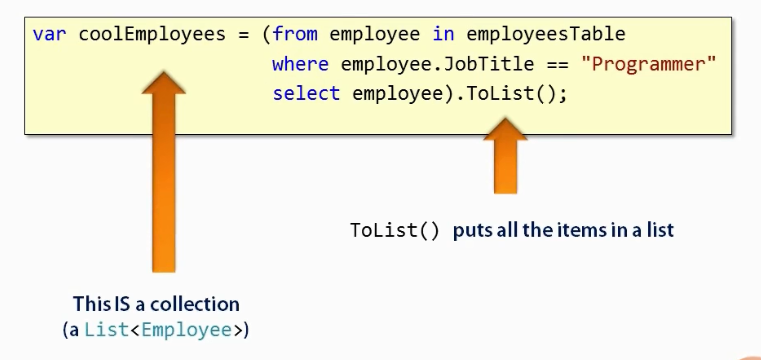 var coolEmployees = (from employee in employeesTable
where employee.JobTitle == "Programmer"
select employee).ToList();
ToList() puts all the items in a list
This IS a collection
(a List<Employee>)